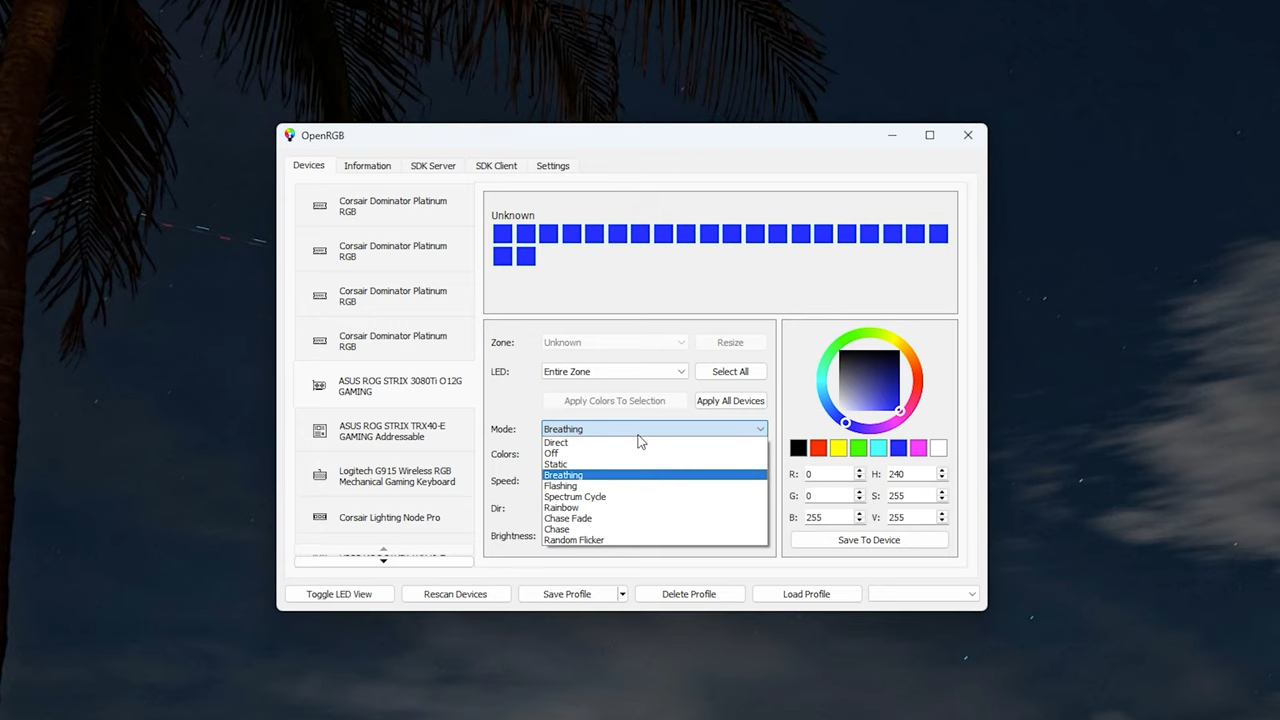 OpenRGB
Devices
Information
SDK Server
SDK Client
Settings
Corsair Dominator Platinum
RGB
Corsair Dominator Platinum
RGB
Corsair Dominator Platinum
RGB
Corsair Dominator Platinum
RGB
ASUS ROG STRIX 3080Ti O12G
GAMING
ASUS ROG STRIX TRX40-E
GAMING Addressable
Logitech G915 Wireless RGB
Mechanical Gaming Keyboard
Corsair Lighting Node Pro
Unknown
Zone: Unknown Resize
LED: Entire Zone Select All
Apply Colors To Selection Apply All Devices
Mode: Breathing
Direct
Off
Static
Breathing
Flashing
Spectrum Cycle
Rainbow
Chase Fade
Chase
Random Flicker
Colors:
Speed:
Dir:
Brightness:
R: 0 H: 240
G: 0 S: 255
B: 255 V: 255
Save To Device
Toggle LED View
Rescan Devices
Save Profile
Delete Profile
Load Profile